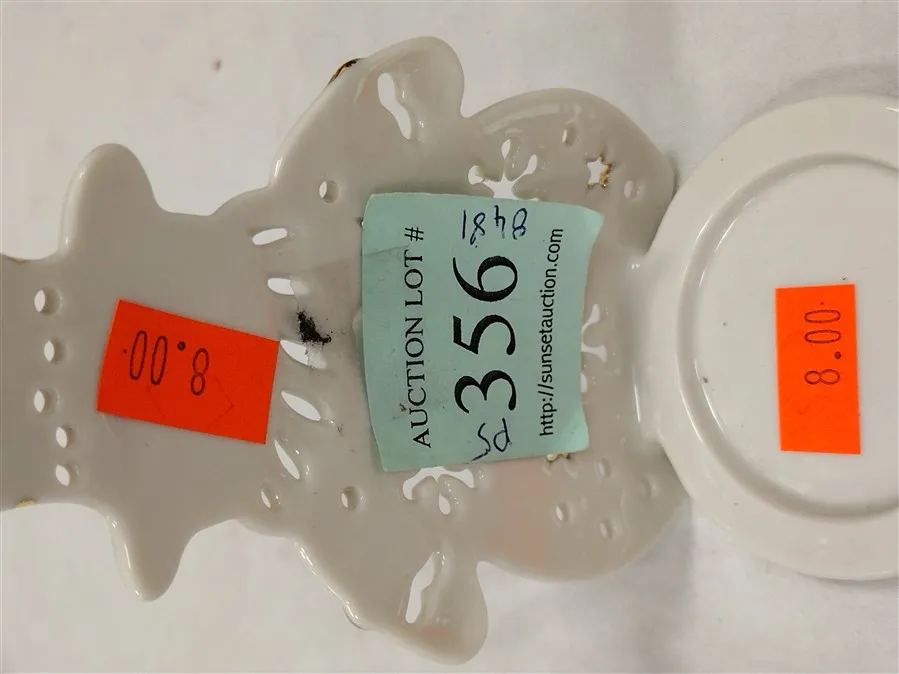 8.00
AUCTION LOT #
356
http://sunsetauction.com
8481
PS
8.00